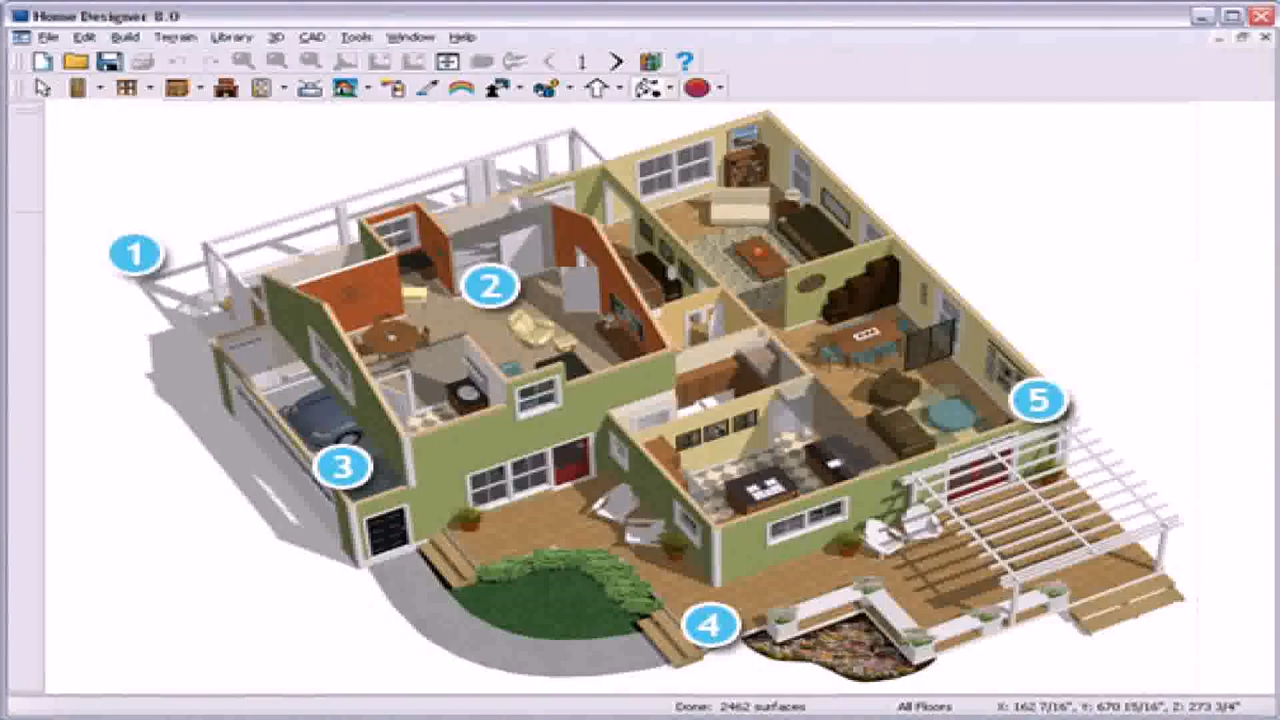 Home Designer 8.0
File Edit Build Terrain Library 3D CAD Tools Window Help
1 ?
1
2
3
4
5
Done: 2462 surfaces All Floors X: 162 7/16", Y: 670 15/16", Z: 273 3/4"